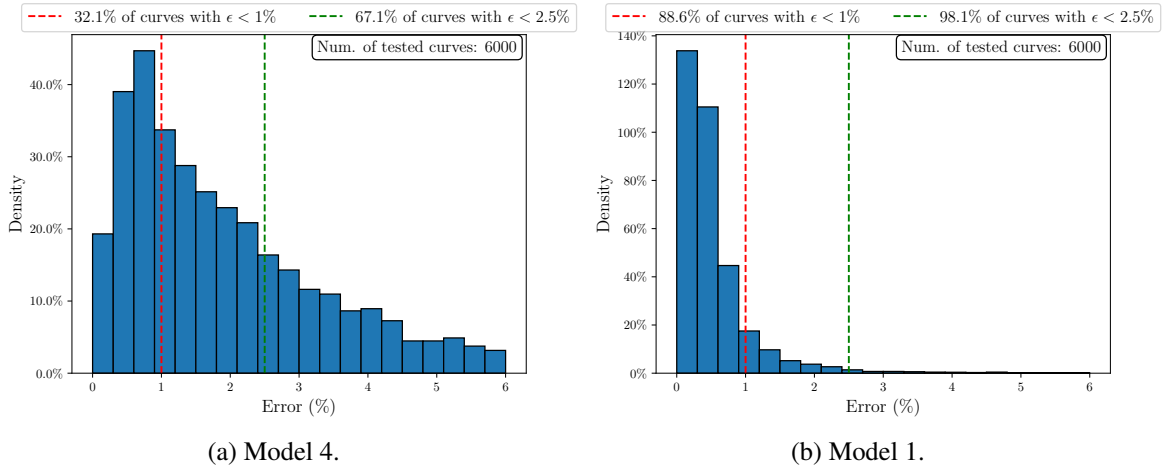 32.1% of curves with ϵ < 1%
67.1% of curves with ϵ < 2.5%
Num. of tested curves: 6000
40.0%
30.0%
20.0%
10.0%
0.0%
Density
0 1 2 3 4 5 6
Error (%)
(a) Model 4.
88.6% of curves with ϵ < 1%
98.1% of curves with ϵ < 2.5%
Num. of tested curves: 6000
140%
120%
100%
80%
60%
40%
20%
0%
Density
0 1 2 3 4 5 6
Error (%)
(b) Model 1.